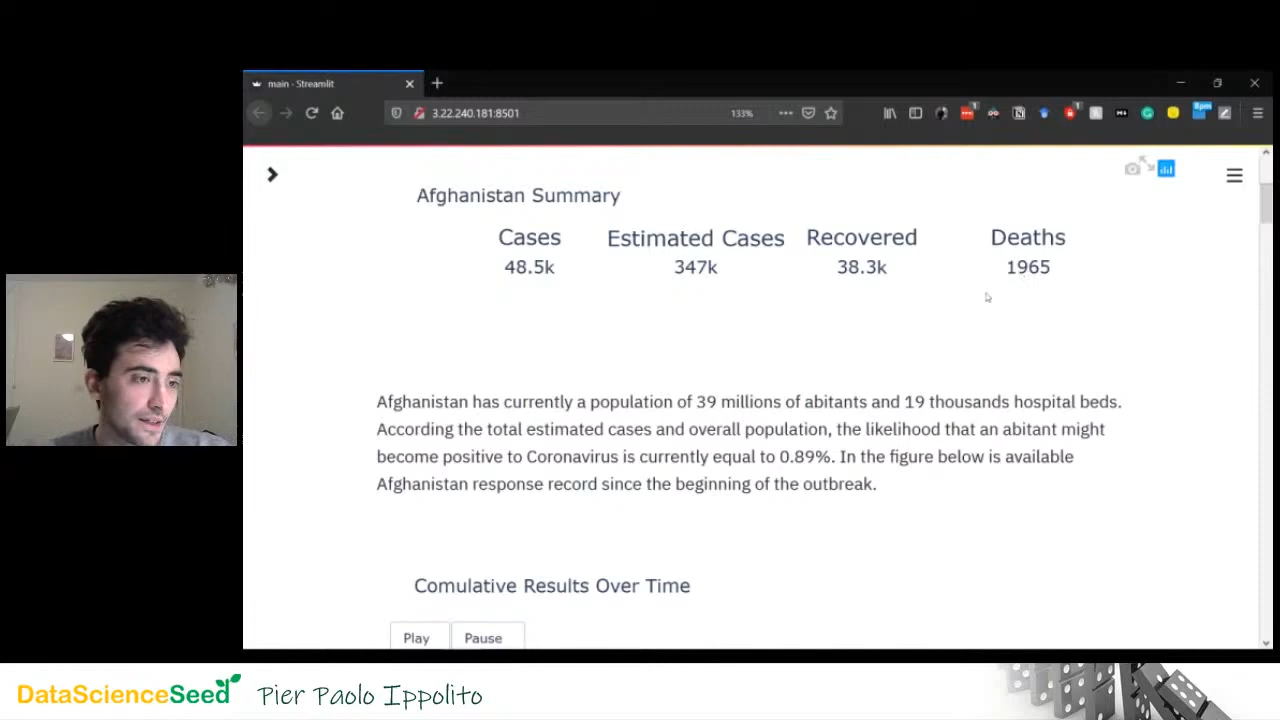 main - Streamlit
3.22.240.181:8501
133%
Afghanistan Summary
Cases Estimated Cases Recovered Deaths
48.5k 347k 38.3k 1965
Afghanistan has currently a population of 39 millions of abitants and 19 thousands hospital beds.
According the total estimated cases and overall population, the likelihood that an abitant might
become positive to Coronavirus is currently equal to 0.89%. In the figure below is available
Afghanistan response record since the beginning of the outbreak.
Comulative Results Over Time
Play Pause
DataScienceSeed Pier Paolo Ippolito